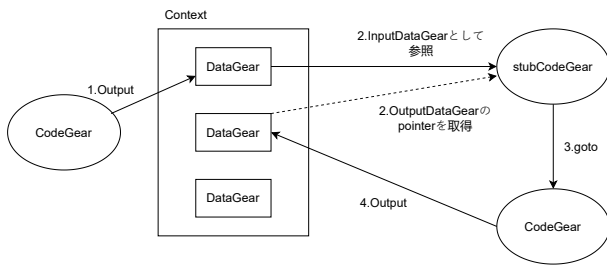 Context
2.InputDataGearとして
参照
DataGear
stubCodeGear
1.Output
CodeGear
2.OutputDataGearの
pointerを取得
DataGear
3.goto
4.Output
DataGear
CodeGear